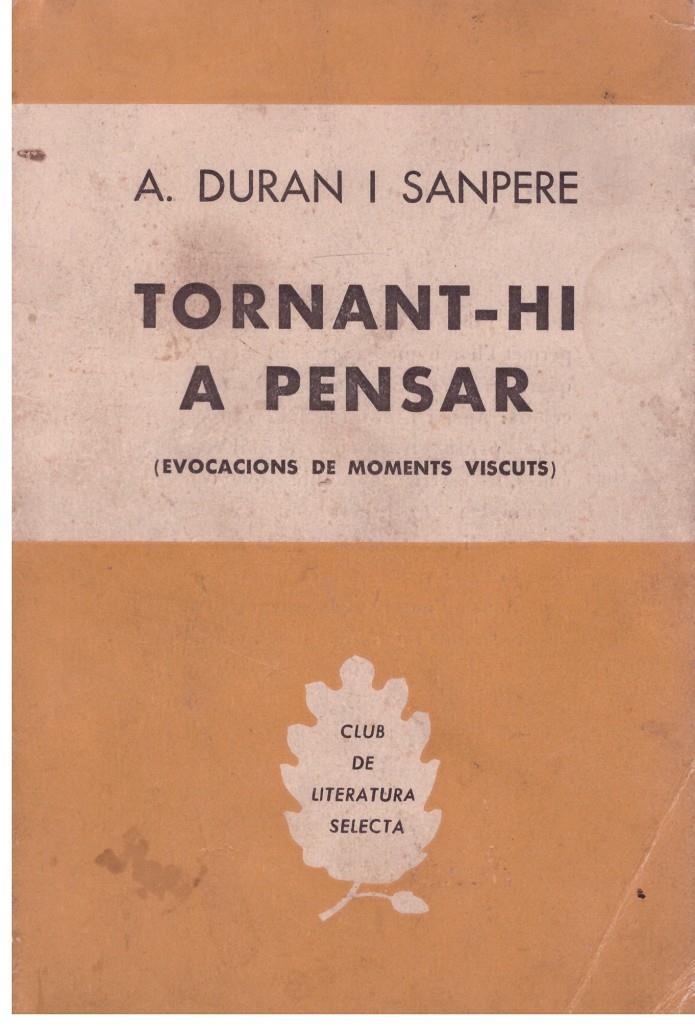 A. DURAN I SANPERE
TORNANT-HI
A PENSAR
(EVOCACIONS DE MOMENTS VISCUTS)
CLUB
DE
LITERATURA
SELECTA